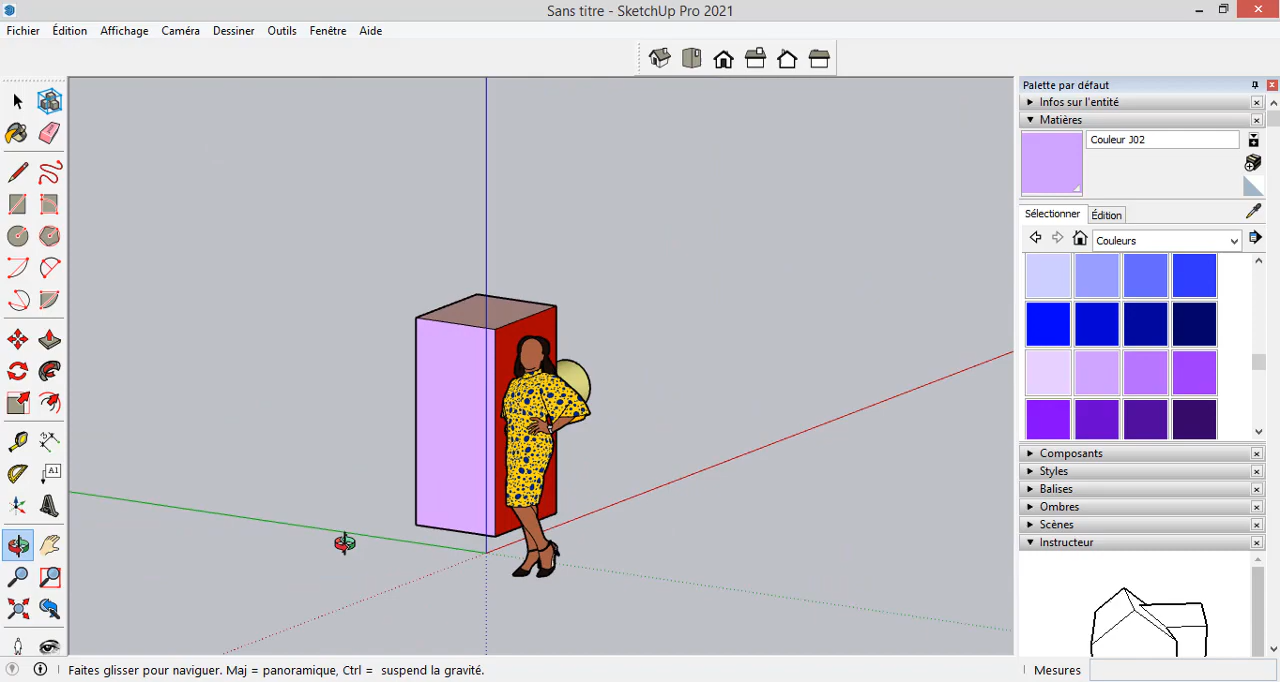 Sans titre - SketchUp Pro 2021
Fichier Édition Affichage Caméra Dessiner Outils Fenêtre Aide
Palette par défaut
Infos sur l'entité
Matières
Couleur J02
Sélectionner Édition
Couleurs
Composants
Styles
Balises
Ombres
Scènes
Instructeur
A1
Faites glisser pour naviguer. Maj = panoramique, Ctrl = suspend la gravité.
Mesures